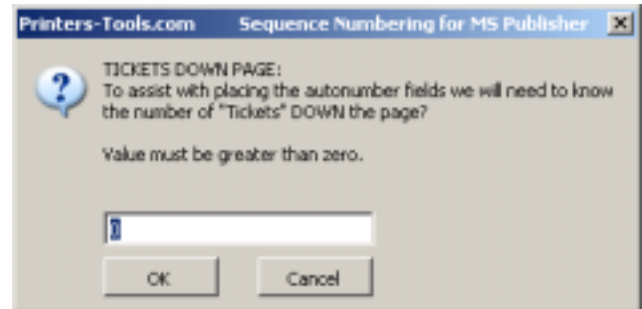 Printers-Tools.com Sequence Numbering for MS Publisher
TICKETS DOWN PAGE:
To assist with placing the autonumber fields we will need to know
the number of "Tickets" DOWN the page?
Value must be greater than zero.
0
OK Cancel